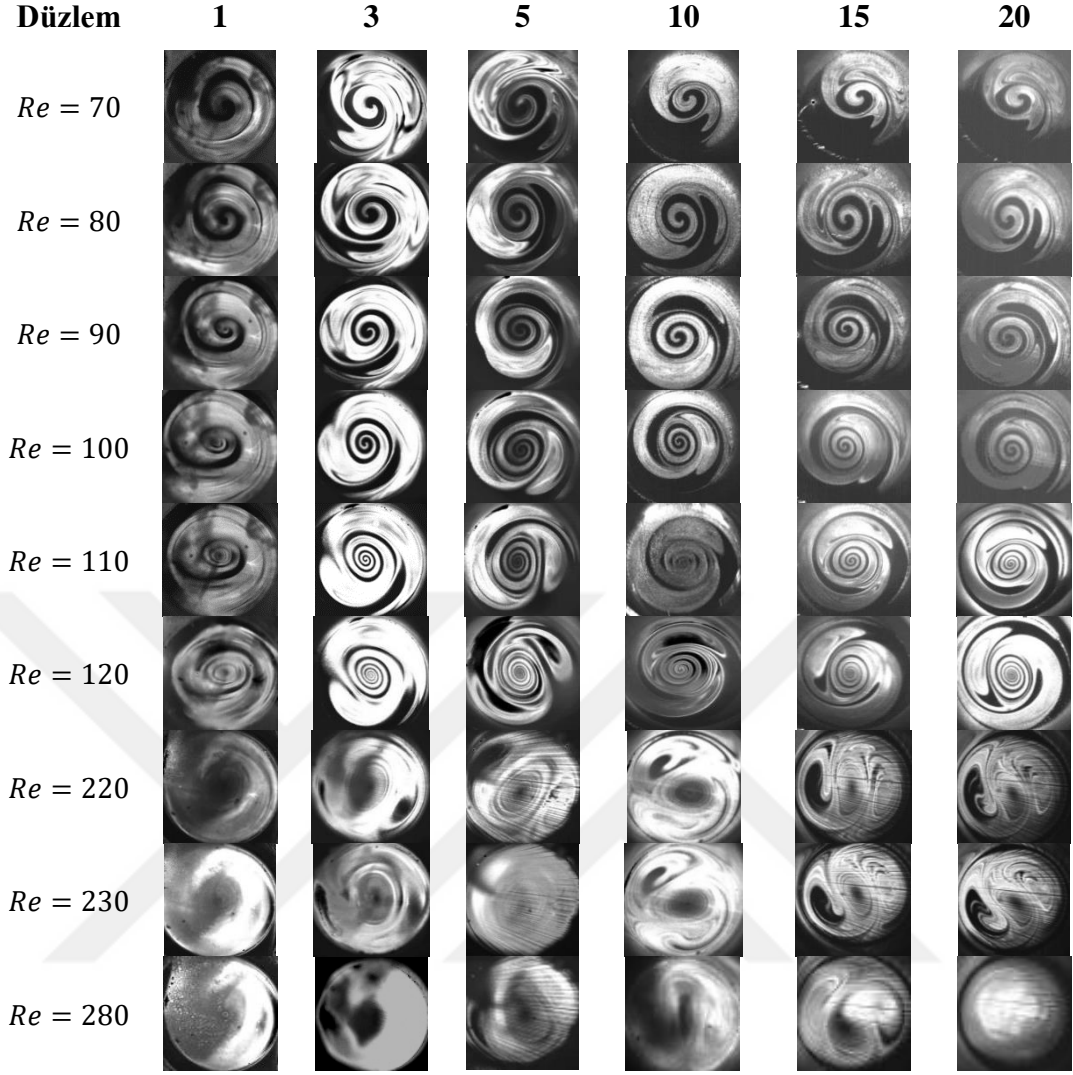 Düzlem 1 3 5 10 15 20
Re = 70
Re = 80
Re = 90
Re = 100
Re = 110
Re = 120
Re = 220
Re = 230
Re = 280